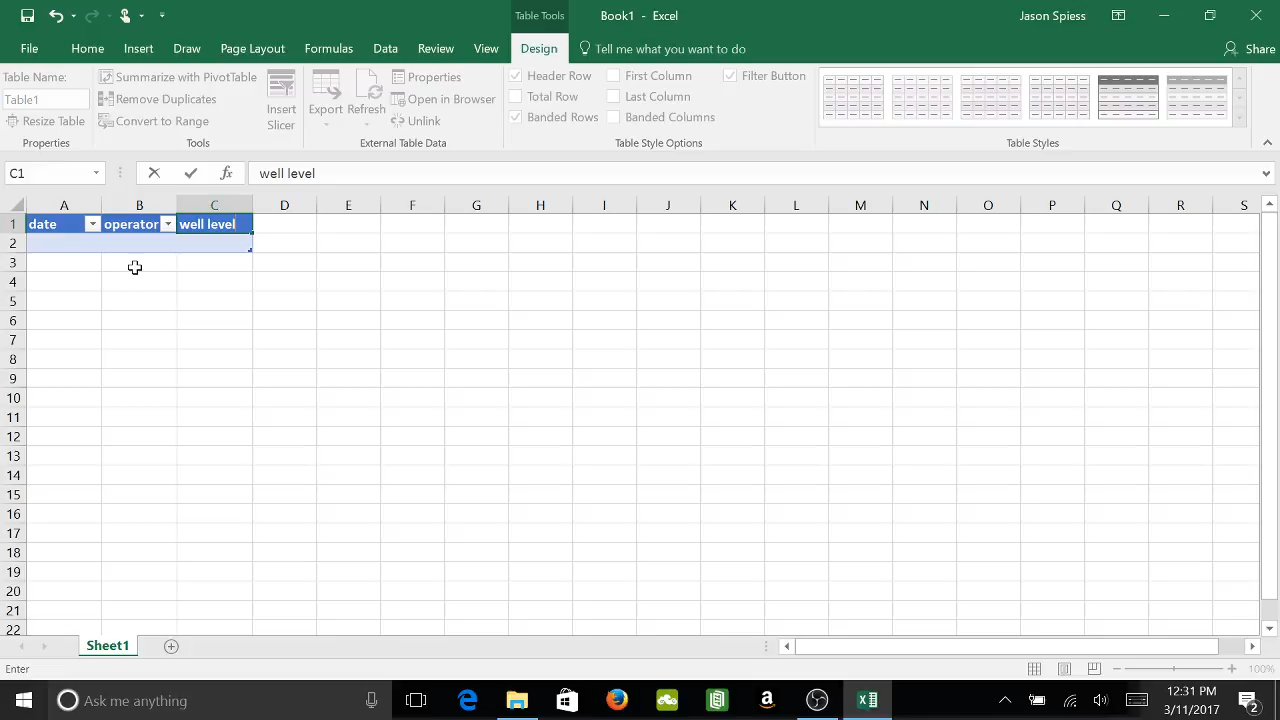 Table Tools
Book1 - Excel
Jason Spiess
File Home Insert Draw Page Layout Formulas Data Review View Design Tell me what you want to do Share
Table Name:
Table1
Resize Table
Properties
Summarize with PivotTable
Remove Duplicates
Convert to Range
Tools
Insert
Slicer
Export Refresh
Properties
Open in Browser
Unlink
External Table Data
Header Row First Column Filter Button
Total Row Last Column
Banded Rows Banded Columns
Table Style Options
Table Styles
C1 fx well level
A B C D E F G H I J K L M N O P Q R S
1 date operator well level
2
3
4
5
6
7
8
9
10
11
12
13
14
15
16
17
18
19
20
21
22
Sheet1
Enter 100%
Ask me anything
12:31 PM
3/11/2017
2